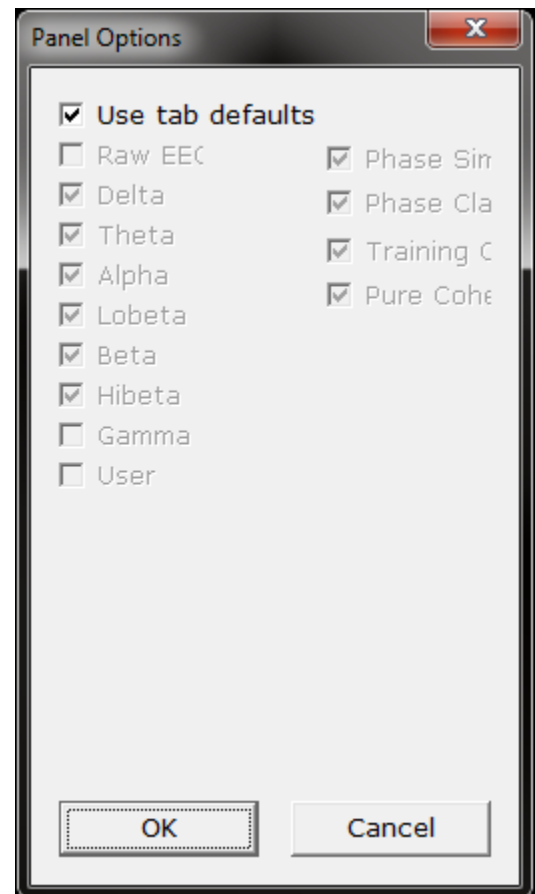 Panel Options
Use tab defaults
Raw EEC
Delta
Theta
Alpha
Lobeta
Beta
Hibeta
Gamma
User
Phase Sim
Phase Cla
Training C
Pure Cohe
OK
Cancel